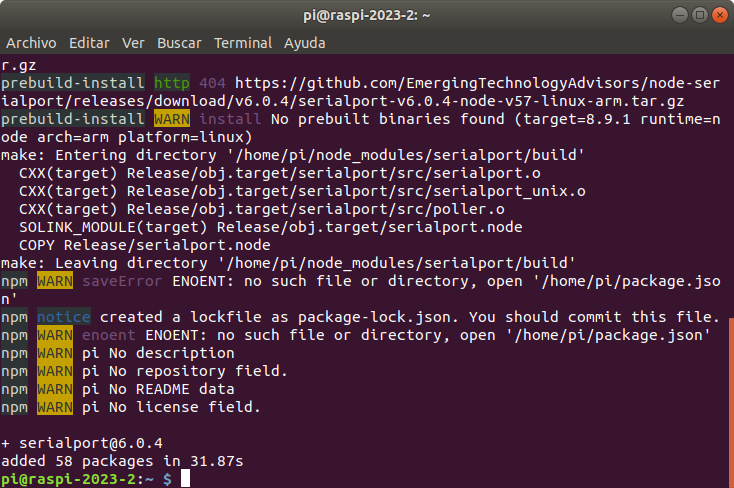 pi@raspi-2023-2: ~
Archivo Editar Ver Buscar Terminal Ayuda
r.gz
prebuild-install http 404 https://github.com/EmergingTechnologyAdvisors/node-ser
ialport/releases/download/v6.0.4/serialport-v6.0.4-node-v57-linux-arm.tar.gz
prebuild-install WARN install No prebuilt binaries found (target=8.9.1 runtime=n
ode arch=arm platform=linux)
make: Entering directory '/home/pi/node_modules/serialport/build'
  CXX(target) Release/obj.target/serialport/src/serialport.o
  CXX(target) Release/obj.target/serialport/src/serialport_unix.o
  CXX(target) Release/obj.target/serialport/src/poller.o
  SOLINK_MODULE(target) Release/obj.target/serialport.node
  COPY Release/serialport.node
make: Leaving directory '/home/pi/node_modules/serialport/build'
npm WARN saveError ENOENT: no such file or directory, open '/home/pi/package.jso
n'
npm notice created a lockfile as package-lock.json. You should commit this file.
npm WARN enoent ENOENT: no such file or directory, open '/home/pi/package.json'
npm WARN pi No description
npm WARN pi No repository field.
npm WARN pi No README data
npm WARN pi No license field.

+ serialport@6.0.4
added 58 packages in 31.87s
pi@raspi-2023-2:~ $